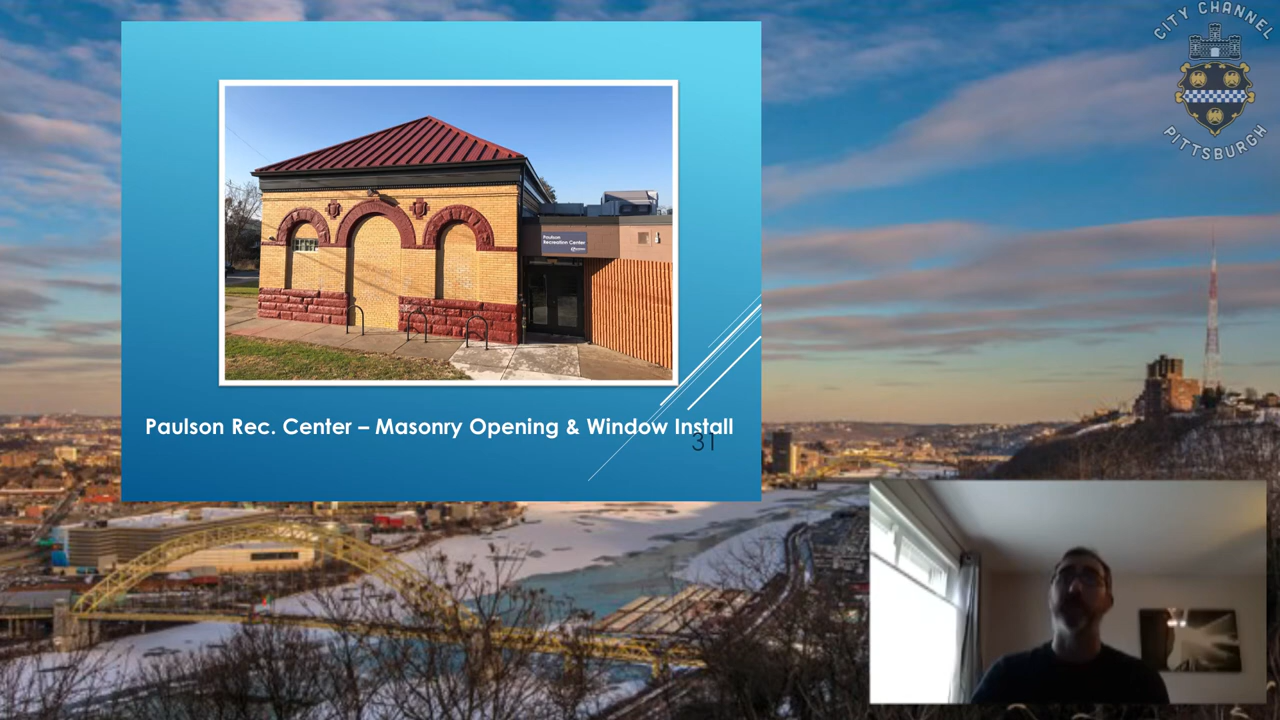 CITY CHANNEL
PITTSBURGH
Paulson
Recreation Center
Paulson Rec. Center – Masonry Opening & Window Install
31